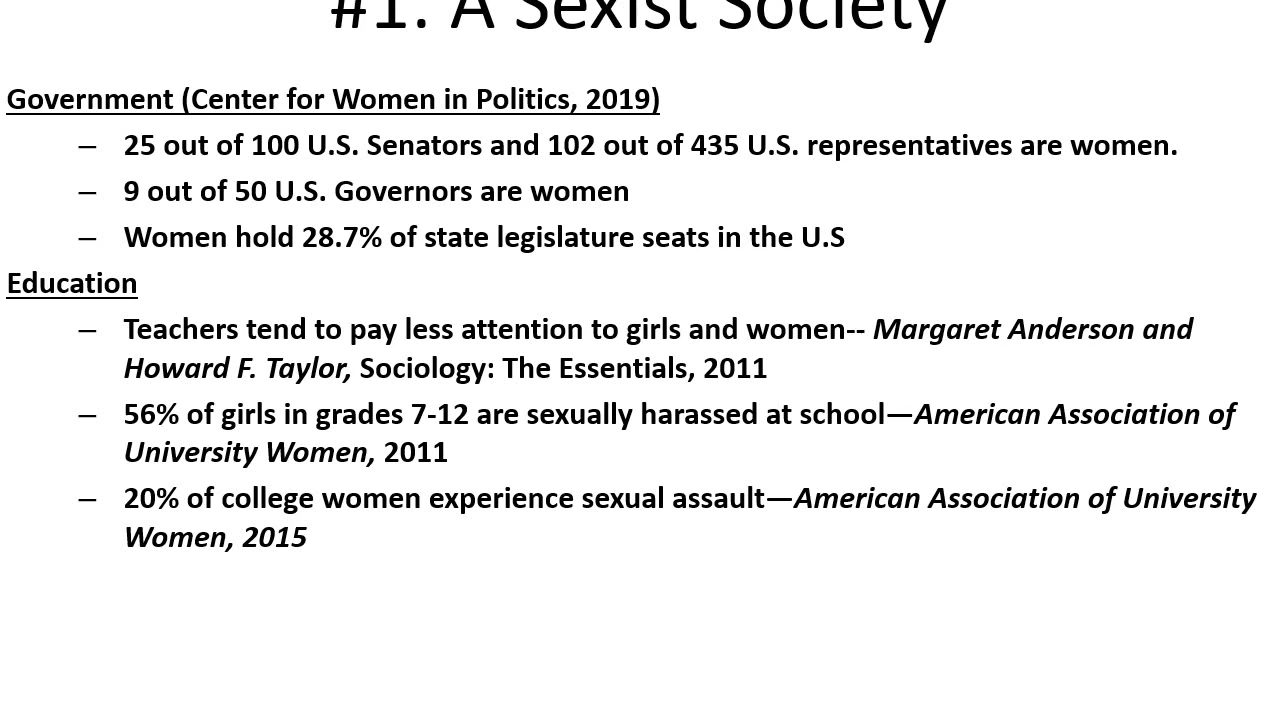 #1. A Sexist Society
Government (Center for Women in Politics, 2019)
– 25 out of 100 U.S. Senators and 102 out of 435 U.S. representatives are women.
– 9 out of 50 U.S. Governors are women
– Women hold 28.7% of state legislature seats in the U.S
Education
– Teachers tend to pay less attention to girls and women-- Margaret Anderson and
Howard F. Taylor, Sociology: The Essentials, 2011
– 56% of girls in grades 7-12 are sexually harassed at school—American Association of
University Women, 2011
– 20% of college women experience sexual assault—American Association of University
Women, 2015